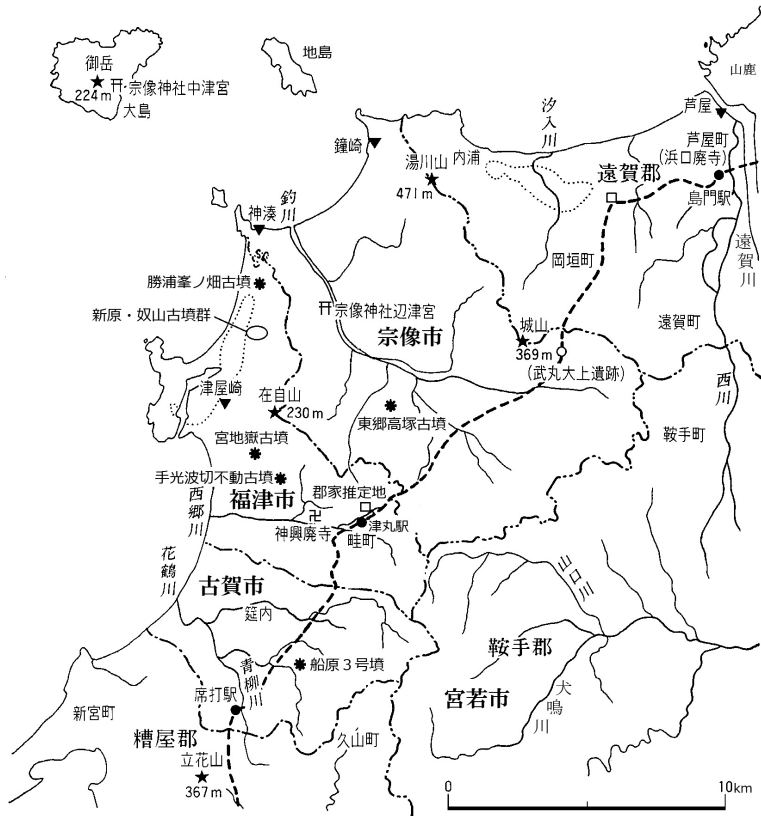 御岳
224m
宗像神社中津宮
大島
地島
山鹿
芦屋
芦屋町
(浜口廃寺)
島門駅
汐入川
鐘崎
湯川山
内浦
471m
遠賀郡
釣川
神湊
岡垣町
遠賀川
勝浦峯ノ畑古墳
新原・奴山古墳群
宗像神社辺津宮
宗像市
城山
369m
(武丸大上遺跡)
遠賀町
西川
津屋崎
在自山
230m
東郷高塚古墳
鞍手町
宮地嶽古墳
手光波切不動古墳
福津市
郡家推定地
西郷川
卍
神興廃寺
津丸駅
畦町
花鶴川
古賀市
筵内
山口川
鞍手郡
船原3号墳
青柳川
宮若市
犬鳴川
席打駅
新宮町
糟屋郡
久山町
立花山
367m
0
10km